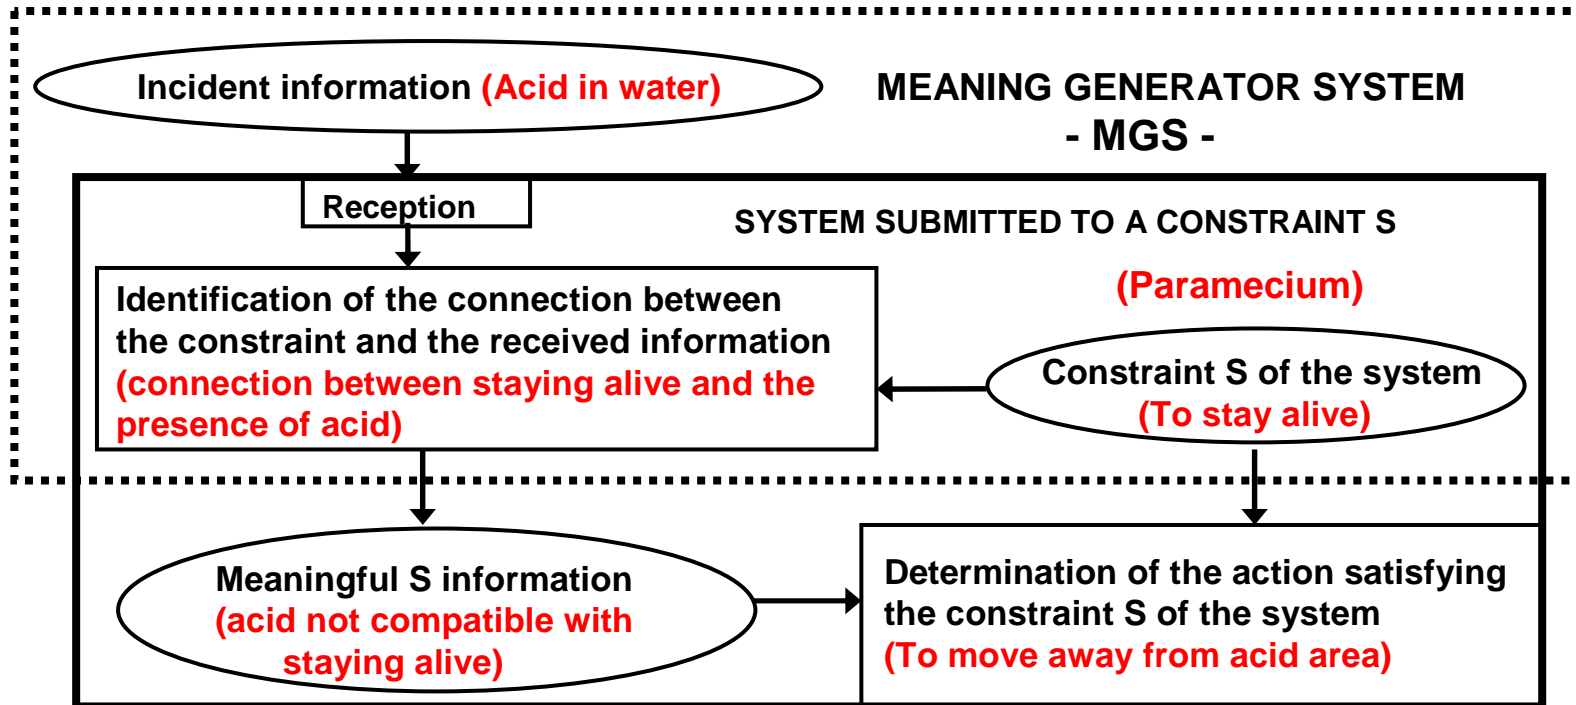 Incident information (Acid in water)
MEANING GENERATOR SYSTEM
- MGS -
Reception
SYSTEM SUBMITTED TO A CONSTRAINT S
(Paramecium)
Identification of the connection between
the constraint and the received information
(connection between staying alive and the
presence of acid)
Constraint S of the system
(To stay alive)
Meaningful S information
(acid not compatible with
staying alive)
Determination of the action satisfying
the constraint S of the system
(To move away from acid area)